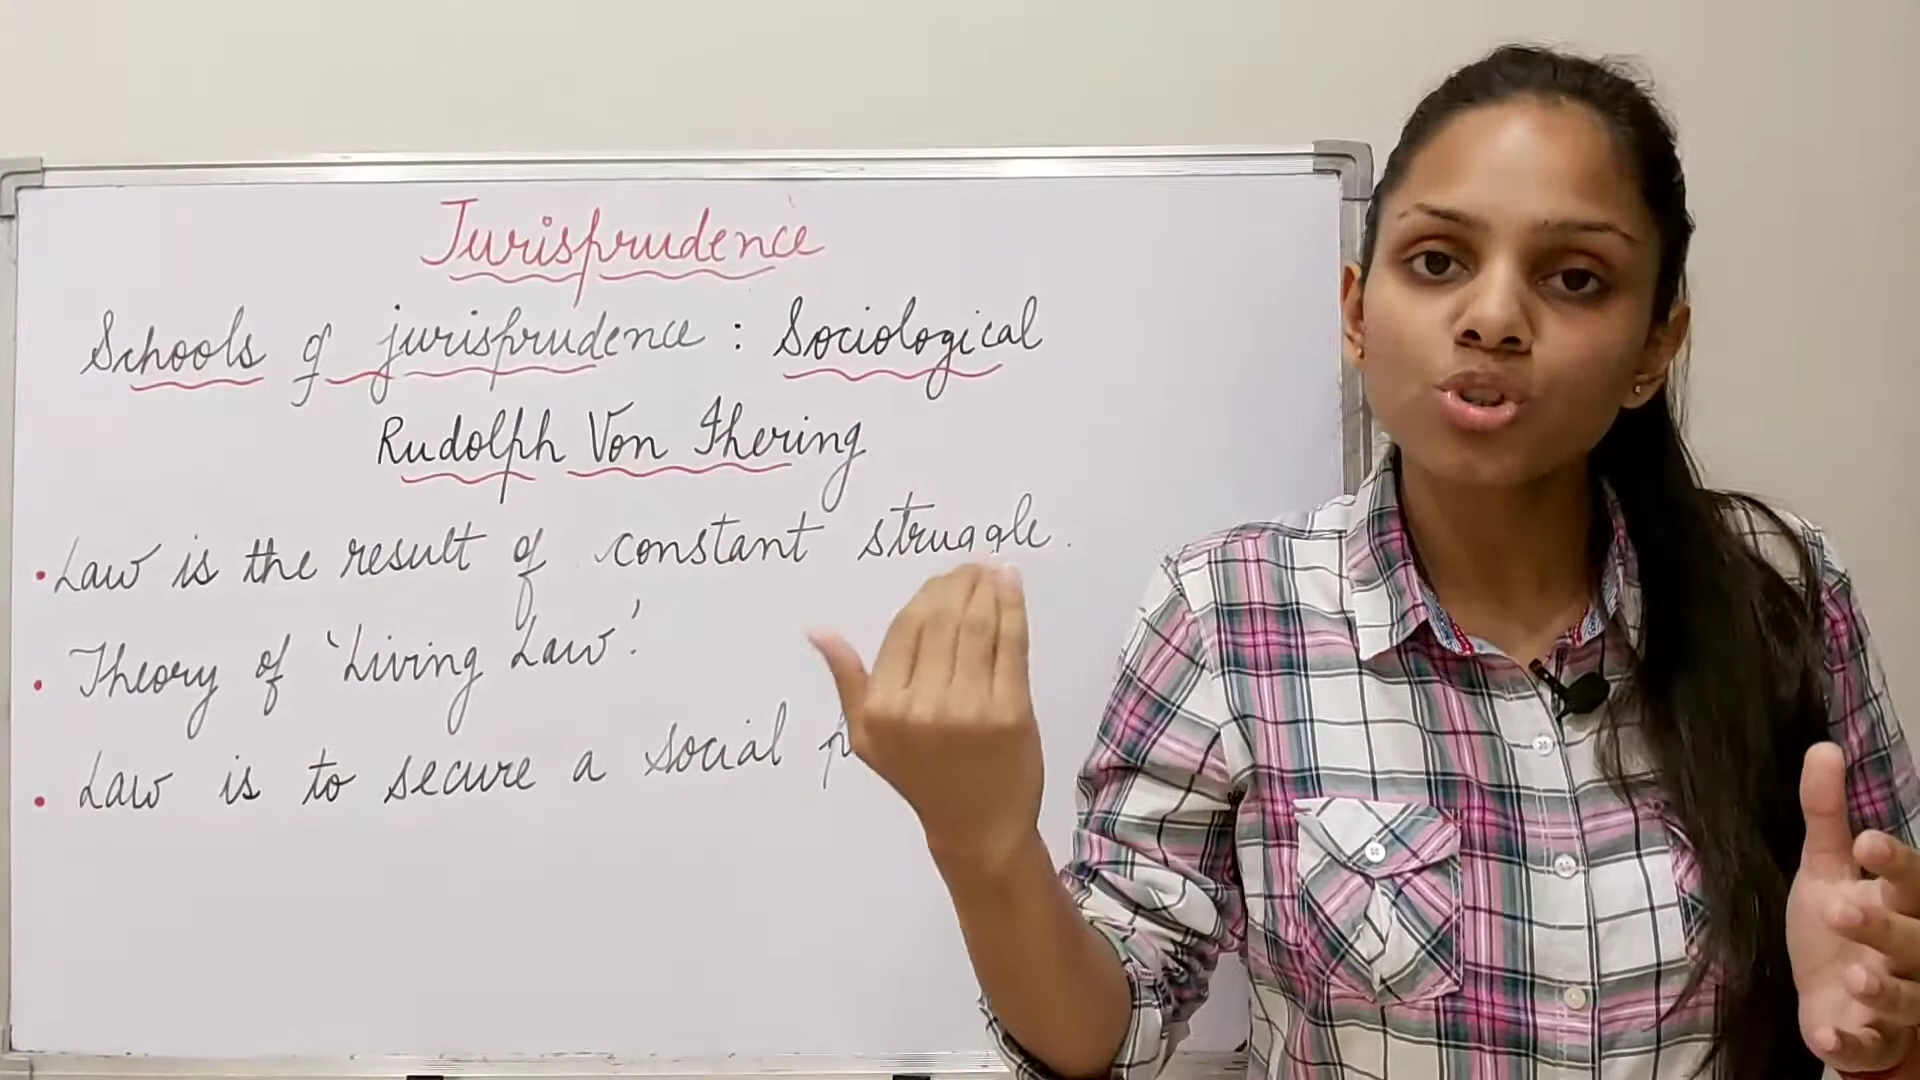 Jurisprudence
Schools of jurisprudence : Sociological
Rudolph Von Ihering
• Law is the result of constant struggle.
• Theory of 'Living Law'.
• Law is to secure a social